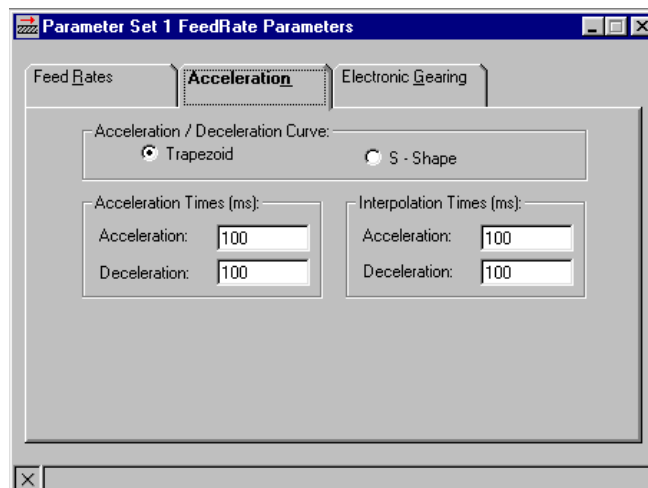 Parameter Set 1 FeedRate Parameters
Feed Rates
Acceleration
Electronic Gearing
Acceleration / Deceleration Curve:
Trapezoid
S - Shape
Acceleration Times (ms):
Acceleration: 100
Deceleration: 100
Interpolation Times (ms):
Acceleration: 100
Deceleration: 100